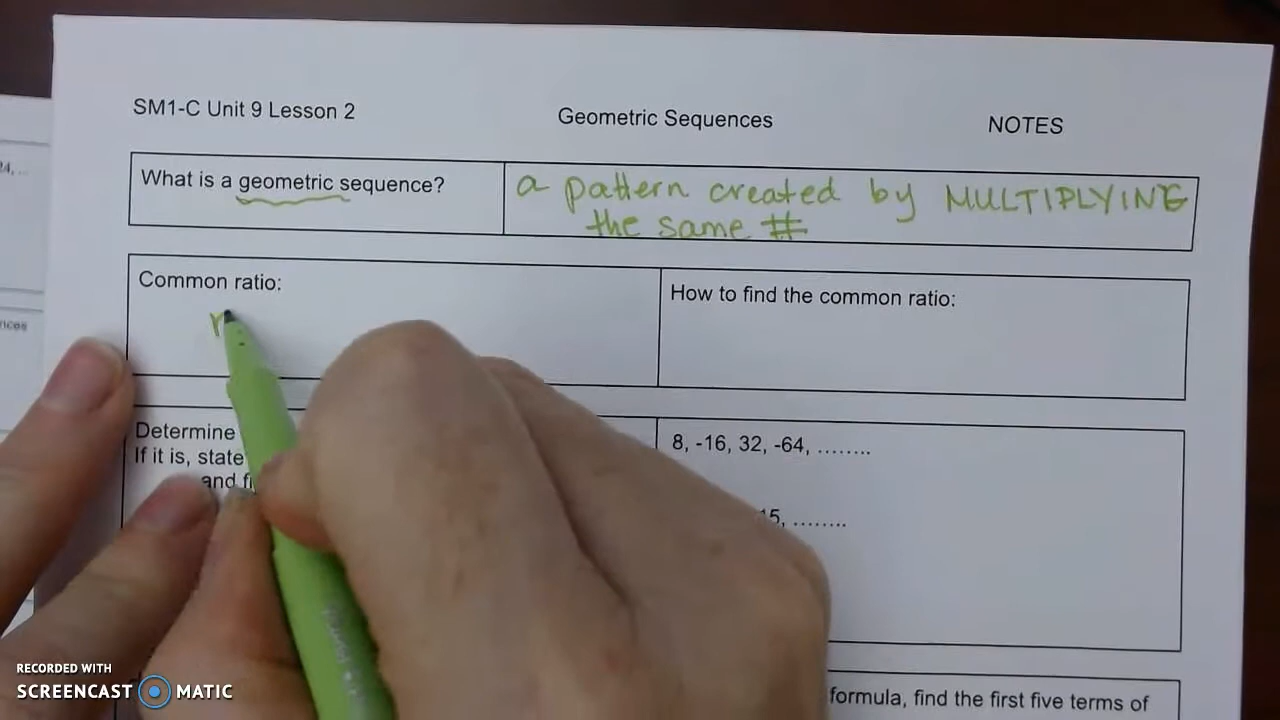 SM1-C Unit 9 Lesson 2 Geometric Sequences NOTES
What is a geometric sequence?
a pattern created by MULTIPLYING
the same #
Common ratio:
r
How to find the common ratio:
Determine
If it is, state
and
8, -16, 32, -64, ........
15, ........
formula, find the first five terms of
RECORDED WITH
SCREENCAST MATIC